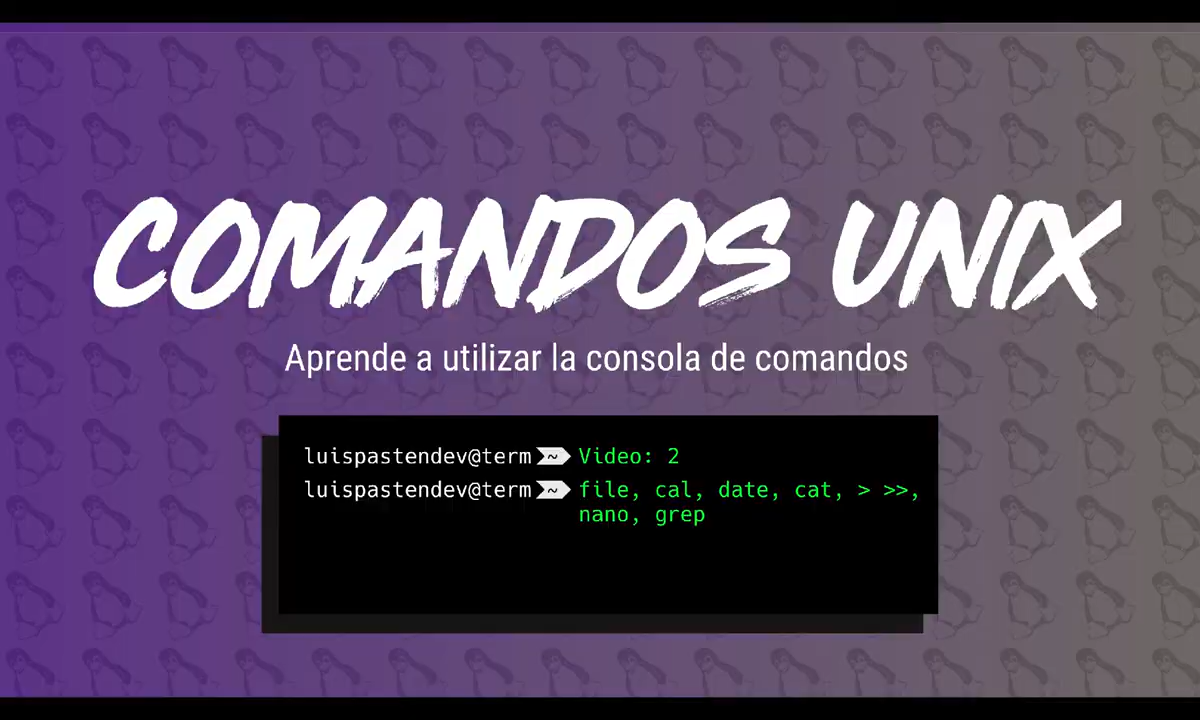 COMANDOS UNIX
Aprende a utilizar la consola de comandos
luispastendev@term ~ Video: 2
luispastendev@term ~ file, cal, date, cat, > >>,
nano, grep